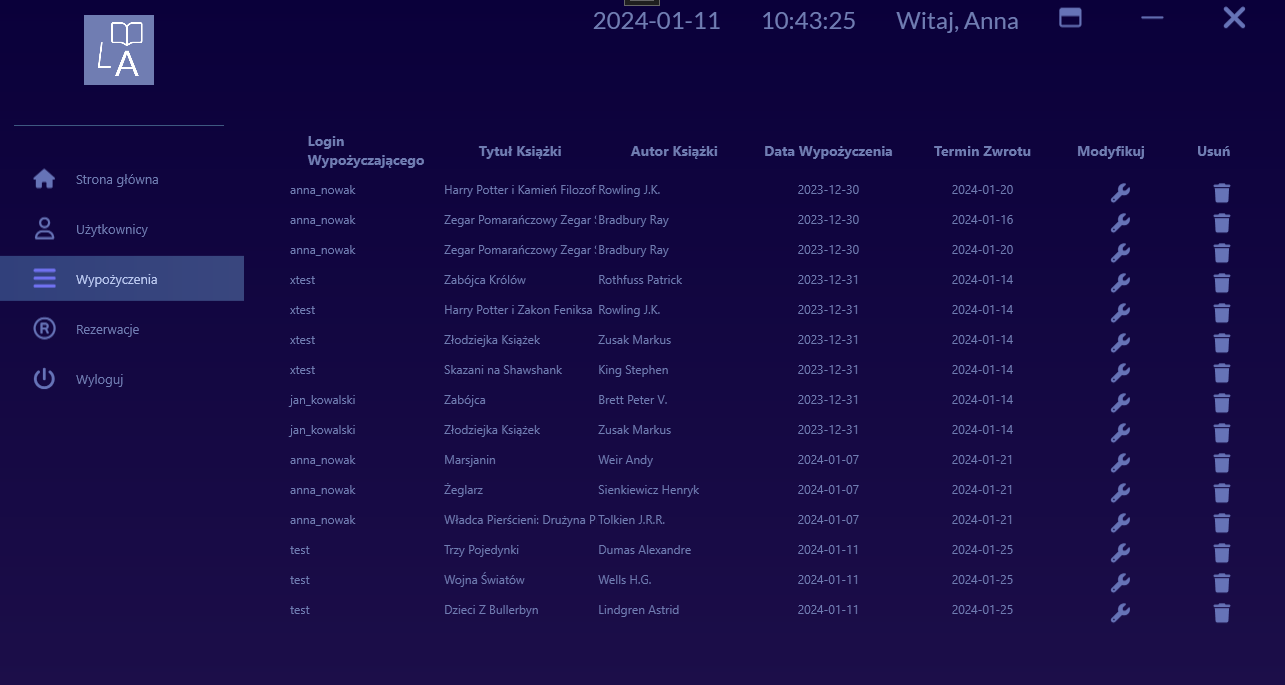 2024-01-11 10:43:25 Witaj, Anna
L A
Strona główna
Użytkownicy
Wypożyczenia
Rezerwacje
Wyloguj
Login Wypożyczającego Tytuł Książki Autor Książki Data Wypożyczenia Termin Zwrotu Modyfikuj Usuń
anna_nowak Harry Potter i Kamień Filozof Rowling J.K. 2023-12-30 2024-01-20
anna_nowak Zegar Pomarańczowy Zegar Bradbury Ray 2023-12-30 2024-01-16
anna_nowak Zegar Pomarańczowy Zegar Bradbury Ray 2023-12-30 2024-01-20
xtest Zabójca Królów Rothfuss Patrick 2023-12-31 2024-01-14
xtest Harry Potter i Zakon Feniksa Rowling J.K. 2023-12-31 2024-01-14
xtest Złodziejka Książek Zusak Markus 2023-12-31 2024-01-14
xtest Skazani na Shawshank King Stephen 2023-12-31 2024-01-14
jan_kowalski Zabójca Brett Peter V. 2023-12-31 2024-01-14
jan_kowalski Złodziejka Książek Zusak Markus 2023-12-31 2024-01-14
anna_nowak Marsjanin Weir Andy 2024-01-07 2024-01-21
anna_nowak Żeglarz Sienkiewicz Henryk 2024-01-07 2024-01-21
anna_nowak Władca Pierścieni: Drużyna P Tolkien J.R.R. 2024-01-07 2024-01-21
test Trzy Pojedynki Dumas Alexandre 2024-01-11 2024-01-25
test Wojna Światów Wells H.G. 2024-01-11 2024-01-25
test Dzieci Z Bullerbyn Lindgren Astrid 2024-01-11 2024-01-25